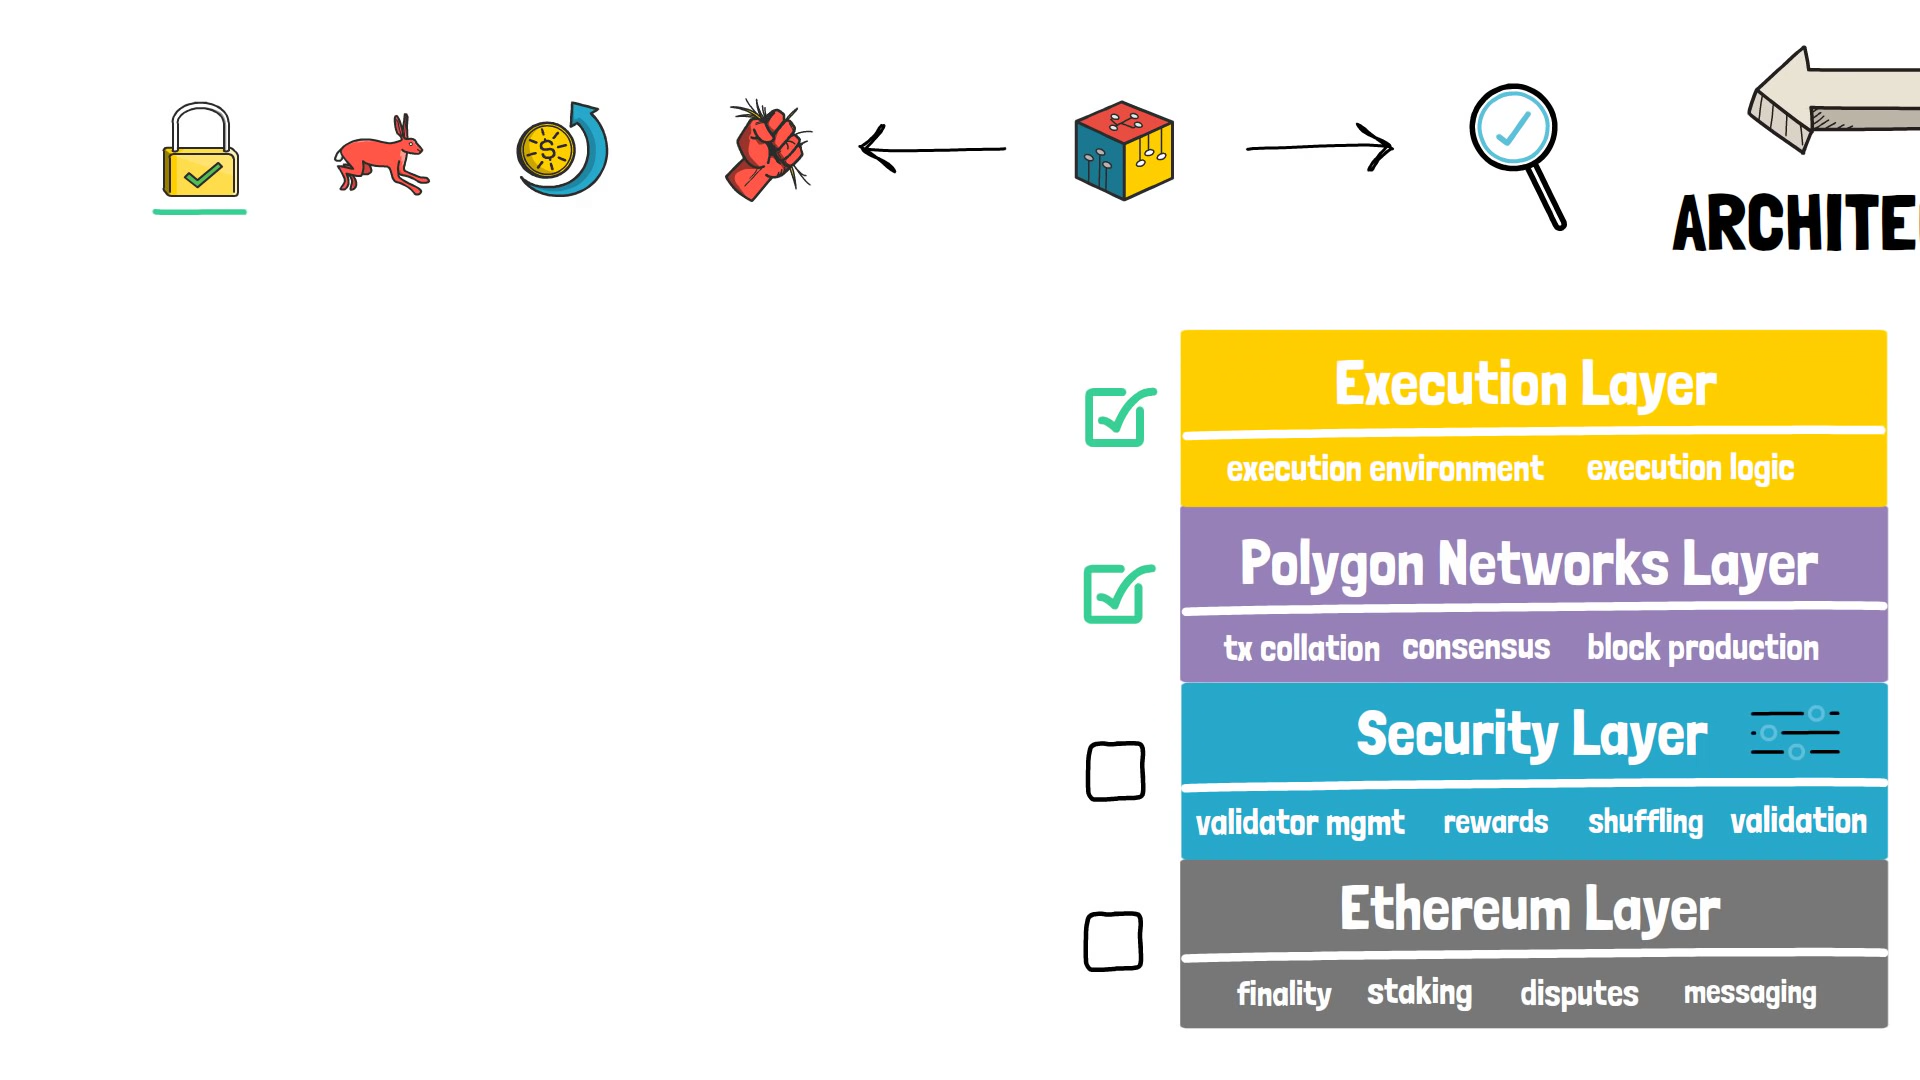 ARCHITE
Execution Layer
execution environment execution logic
Polygon Networks Layer
tx collation consensus block production
Security Layer
validator mgmt rewards shuffling validation
Ethereum Layer
finality staking disputes messaging